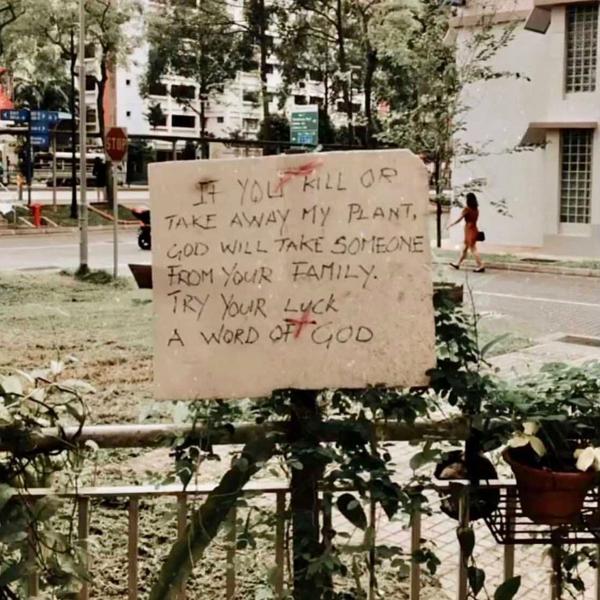 STOP
IF YOU KILL OR
TAKE AWAY MY PLANT,
GOD WILL TAKE SOMEONE
FROM YOUR FAMILY.
TRY YOUR LUCK
A WORD OF GOD